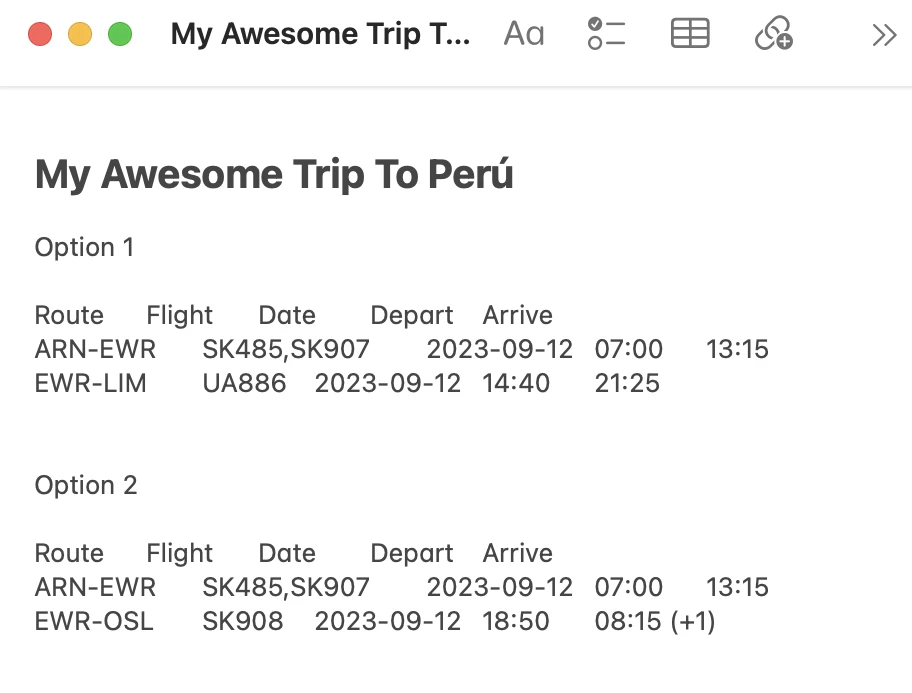 My Awesome Trip T...
Aa
My Awesome Trip To Perú
Option 1
Route Flight Date Depart Arrive
ARN-EWR SK485,SK907 2023-09-12 07:00 13:15
EWR-LIM UA886 2023-09-12 14:40 21:25
Option 2
Route Flight Date Depart Arrive
ARN-EWR SK485,SK907 2023-09-12 07:00 13:15
EWR-OSL SK908 2023-09-12 18:50 08:15 (+1)